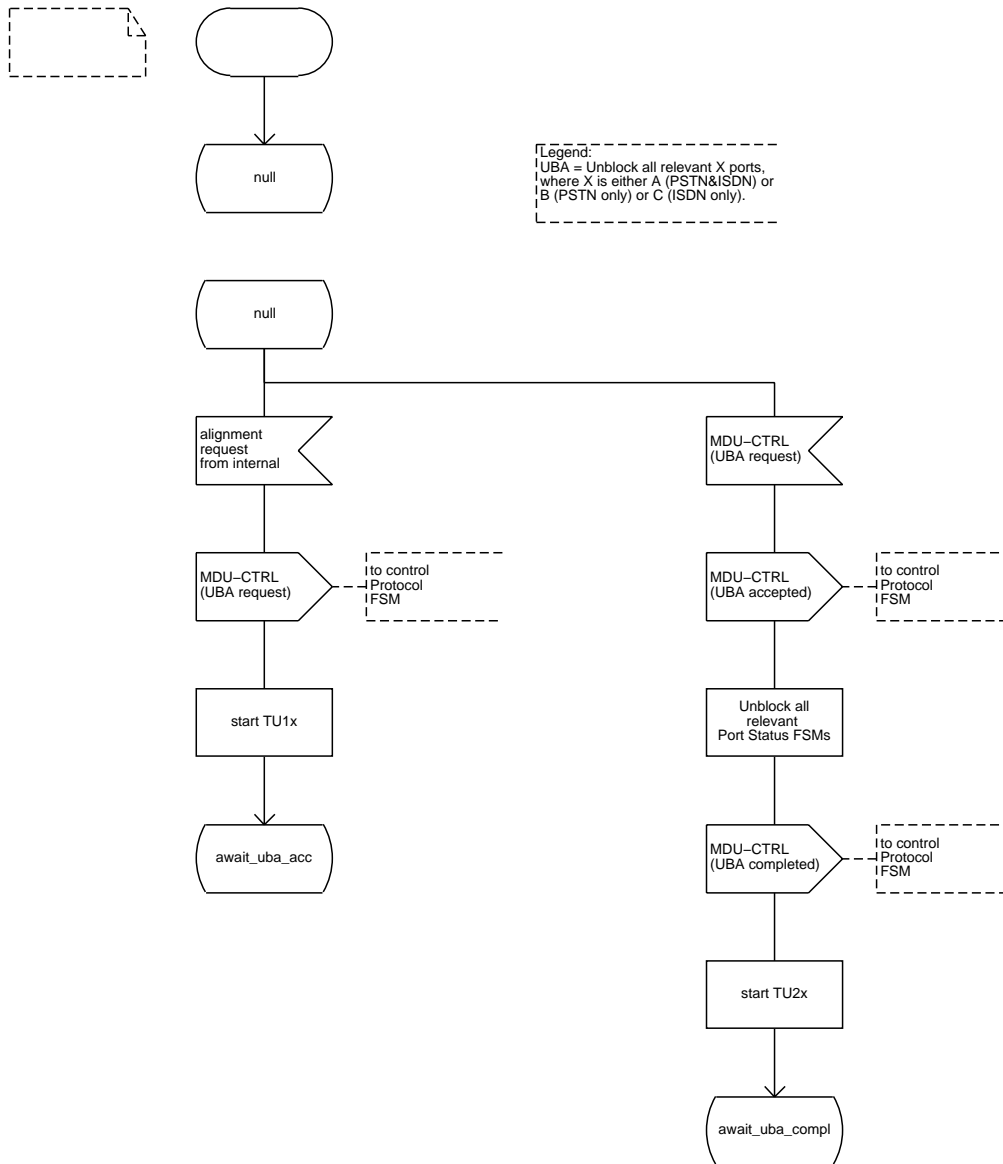 null
Legend:
UBA = Unblock all relevant X ports,
where X is either A (PSTN&ISDN) or
B (PSTN only) or C (ISDN only).
null
alignment
request
from internal
MDU−CTRL
(UBA request)
MDU−CTRL
(UBA request)
to control
Protocol
FSM
MDU−CTRL
(UBA accepted)
to control
Protocol
FSM
start TU1x
Unblock all
relevant
Port Status FSMs
await_uba_acc
MDU−CTRL
(UBA completed)
to control
Protocol
FSM
start TU2x
await_uba_compl